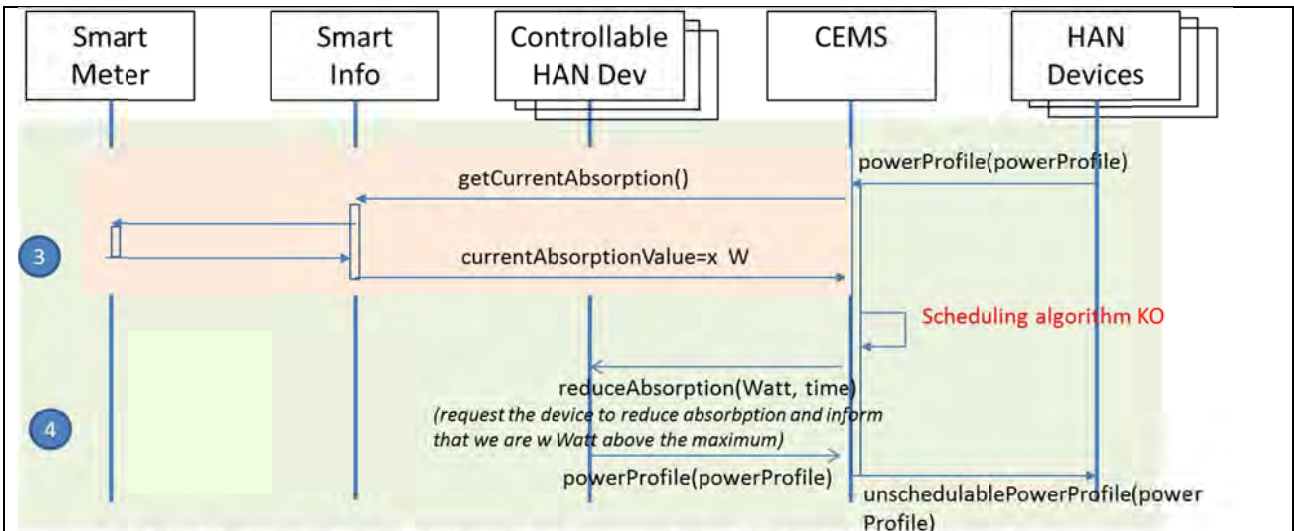 Smart
Meter
Smart
Info
Controllable
HAN Dev
CEMS
HAN
Devices
powerProfile(powerProfile)
getCurrentAbsorption()
3
currentAbsorptionValue=x W
Scheduling algorithm KO
reduceAbsorption(Watt, time)
(request the device to reduce absorbption and inform
4
that we are w Watt above the maximum)
powerProfile(powerProfile)
unschedulablePowerProfile(power
Profile)